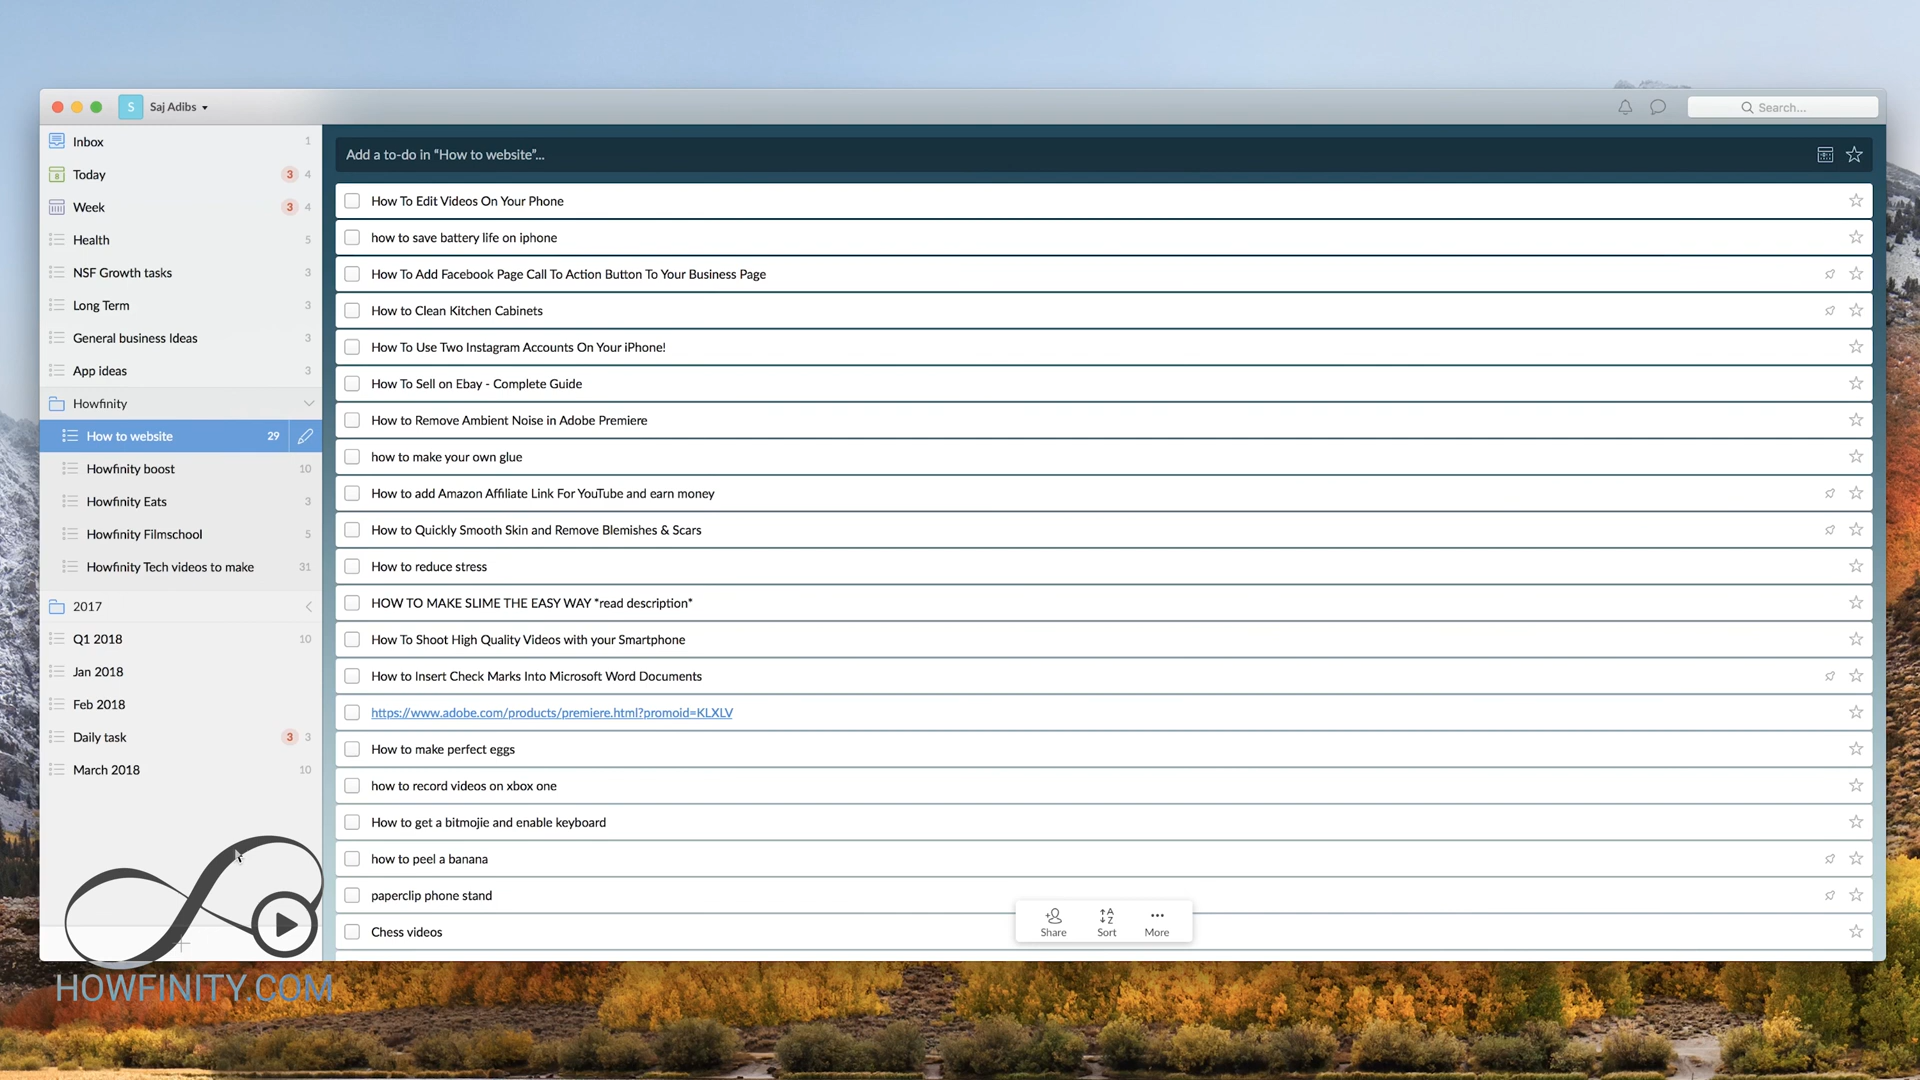 S Saj Adibs
Search...
Inbox 1
Today 3 4
Week 3 4
Health 5
NSF Growth tasks 3
Long Term 3
General business Ideas 3
App ideas 3
Howfinity
How to website 29
Howfinity boost 10
Howfinity Eats 3
Howfinity Filmschool 5
Howfinity Tech videos to make 31
2017
Q1 2018 10
Jan 2018
Feb 2018
Daily task 3 3
March 2018 10
HOWFINITY.COM
Add a to-do in “How to website”...
How To Edit Videos On Your Phone
how to save battery life on iphone
How To Add Facebook Page Call To Action Button To Your Business Page
How to Clean Kitchen Cabinets
How To Use Two Instagram Accounts On Your iPhone!
How To Sell on Ebay - Complete Guide
How to Remove Ambient Noise in Adobe Premiere
how to make your own glue
How to add Amazon Affiliate Link For YouTube and earn money
How to Quickly Smooth Skin and Remove Blemishes & Scars
How to reduce stress
HOW TO MAKE SLIME THE EASY WAY *read description*
How To Shoot High Quality Videos with your Smartphone
How to Insert Check Marks Into Microsoft Word Documents
https://www.adobe.com/products/premiere.html?promoid=KLXLV
How to make perfect eggs
how to record videos on xbox one
How to get a bitmojie and enable keyboard
how to peel a banana
paperclip phone stand
Chess videos
Share Sort More